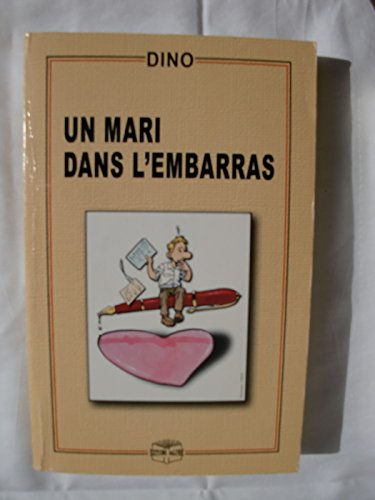 DINO
UN MARI
DANS L'EMBARRAS